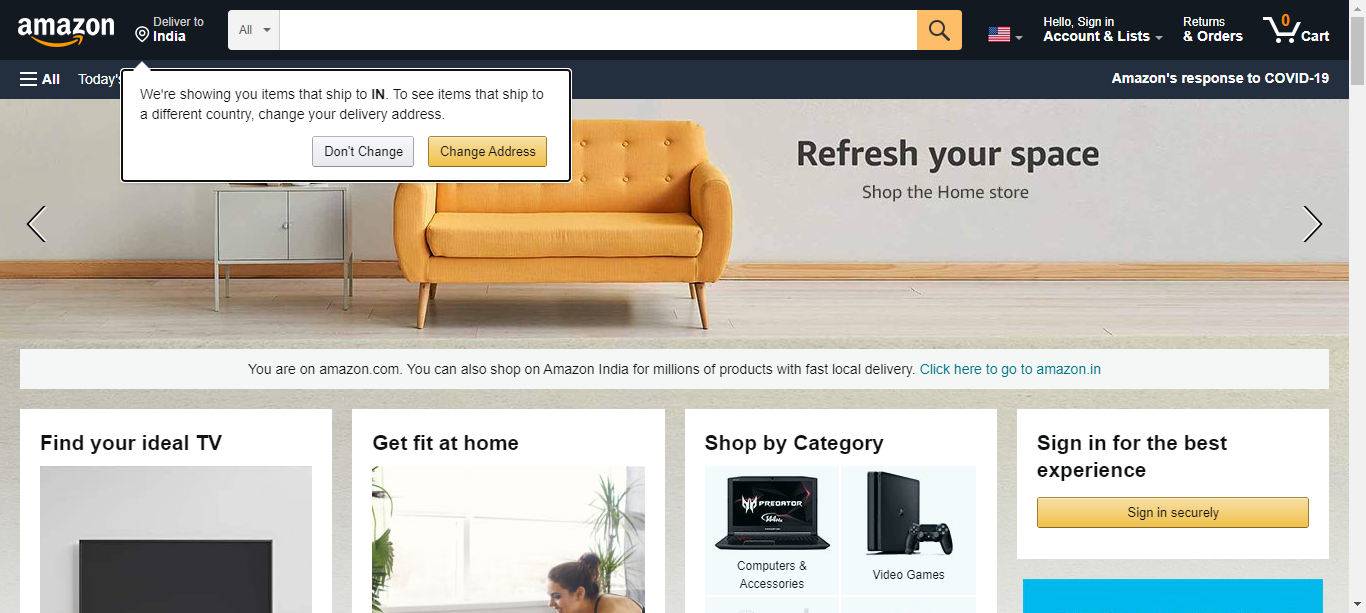 amazon
Deliver to
India
All
Hello, Sign in
Account & Lists
Returns
& Orders
0
Cart
All
Today's
Amazon's response to COVID-19
We're showing you items that ship to IN. To see items that ship to
a different country, change your delivery address.
Don't Change
Change Address
Refresh your space
Shop the Home store
You are on amazon.com. You can also shop on Amazon India for millions of products with fast local delivery. Click here to go to amazon.in
Find your ideal TV
Get fit at home
Shop by Category
PREDATOR
Computers &
Accessories
Video Games
Sign in for the best
experience
Sign in securely